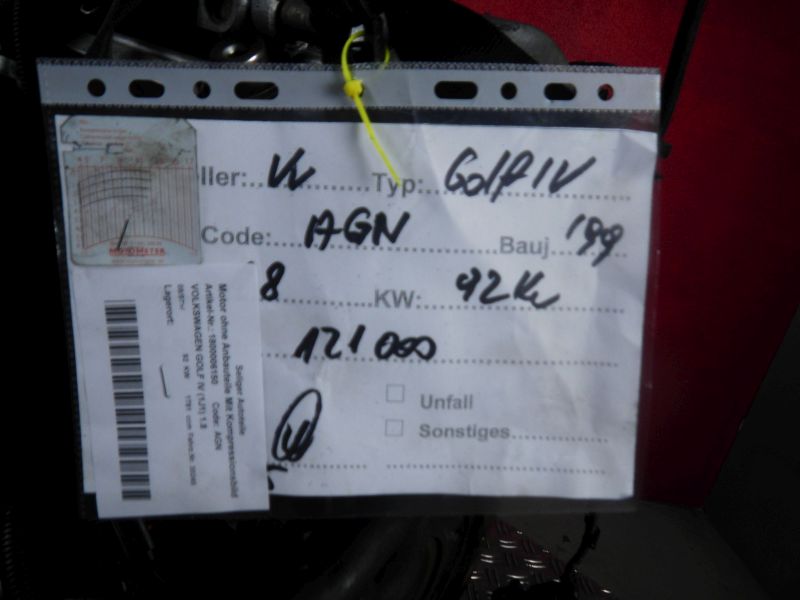 ller: VW Typ: Golf IV
Code: AGN Bauj. '99
8 KW: 92 Kw
121 000
Unfall
Sonstiges
MOTOMETER
Seliger Autoteile
Motor ohne Anbauteile Mit Kompressionsbild
Artikel-Nr.: 1800006150 Code: AGN
VOLKSWAGEN GOLF IV (1J1) 1.8
92 KW 1781 ccm
Lagerort: